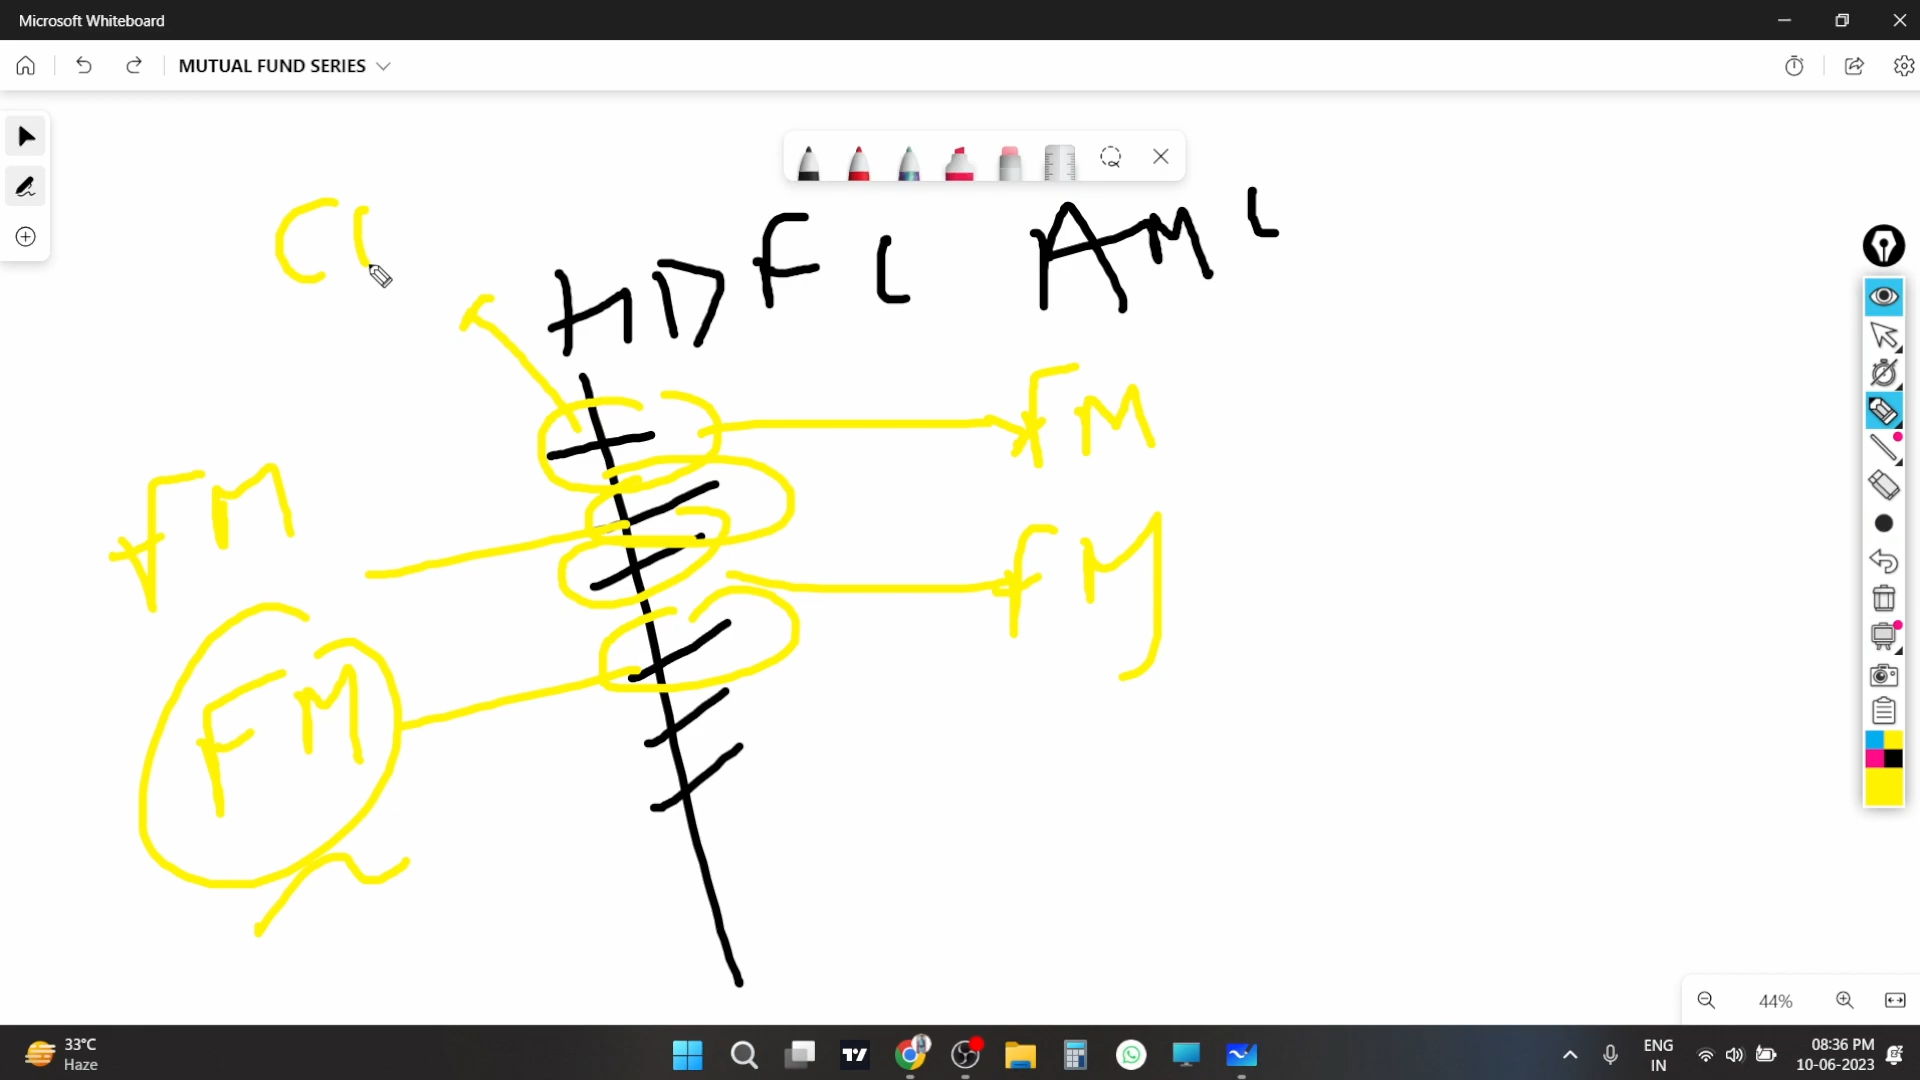 Microsoft Whiteboard
MUTUAL FUND SERIES
HDFC AMC
FM
FM
FM
FM
44%
33°C
Haze
ENG
IN
08:36 PM
10-06-2023